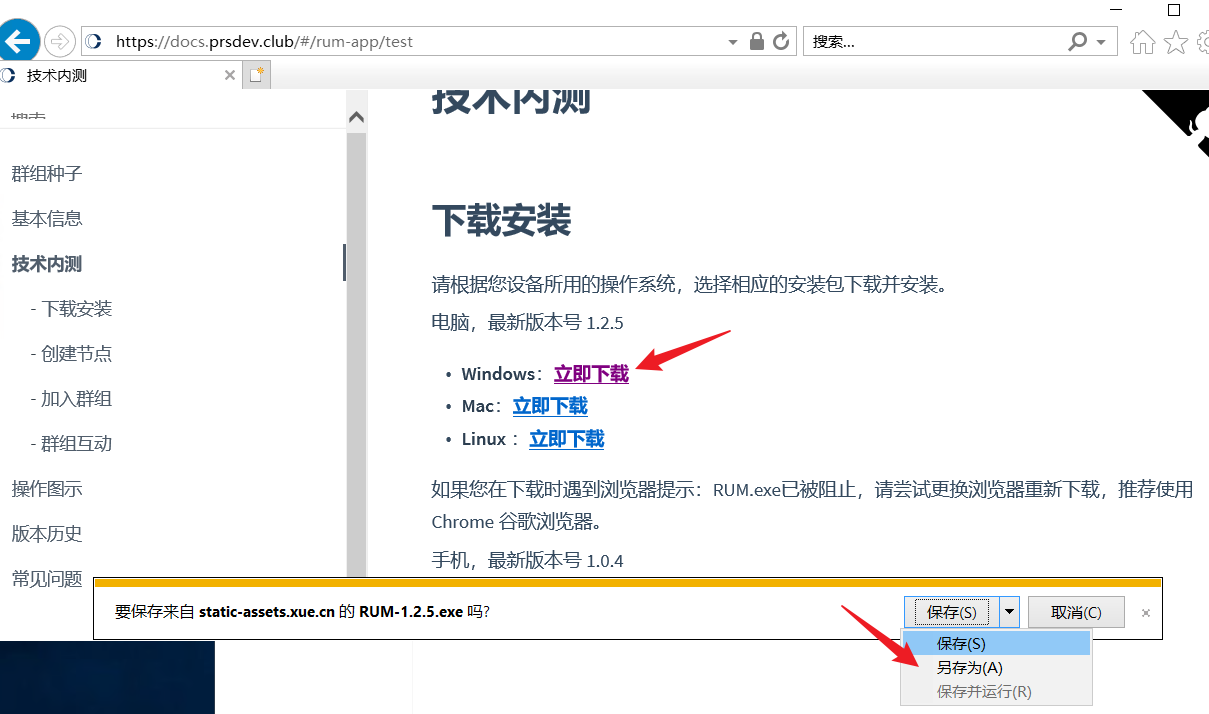 https://docs.prsdev.club/#/rum-app/test
搜索...
技术内测
搜索
群组种子
基本信息
技术内测
- 下载安装
- 创建节点
- 加入群组
- 群组互动
操作图示
版本历史
常见问题
技术内测
下载安装
请根据您设备所用的操作系统，选择相应的安装包下载并安装。
电脑，最新版本号 1.2.5
• Windows：立即下载
• Mac：立即下载
• Linux ：立即下载
如果您在下载时遇到浏览器提示：RUM.exe已被阻止，请尝试更换浏览器重新下载，推荐使用
Chrome 谷歌浏览器。
手机，最新版本号 1.0.4
要保存来自 static-assets.xue.cn 的 RUM-1.2.5.exe 吗?
保存(S)
取消(C)
保存(S)
另存为(A)
保存并运行(R)